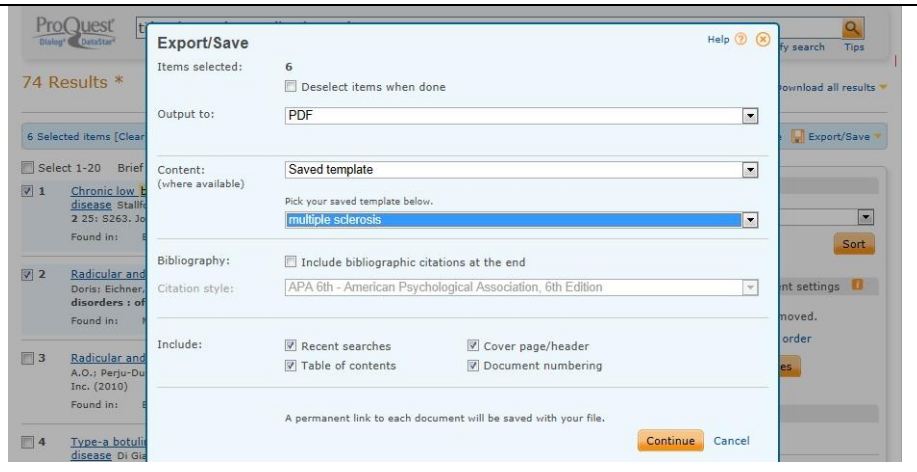 ProQuest
Dialog DataStar
fy search Tips
74 Results *
ownload all results
6 Selected items [Clear
Export/Save
Select 1-20 Brief
1 Chronic low b
disease Stallf
2 25: S263. Jo
Found in:
2 Radicular and
Doris; Eichner,
disorders : of
Found in:
3 Radicular and
A.O.; Perju-Du
Inc. (2010)
Found in:
4 Type-a botuli
disease Di Gia
Export/Save
Help
Items selected: 6
Deselect items when done
Output to: PDF
Content: Saved template
(where available)
Pick your saved template below.
multiple sclerosis
Bibliography: Include bibliographic citations at the end
Citation style: APA 6th - American Psychological Association, 6th Edition
Include: Recent searches Cover page/header
Table of contents Document numbering
A permanent link to each document will be saved with your file.
Continue Cancel
Sort
nt settings
moved.
order
es